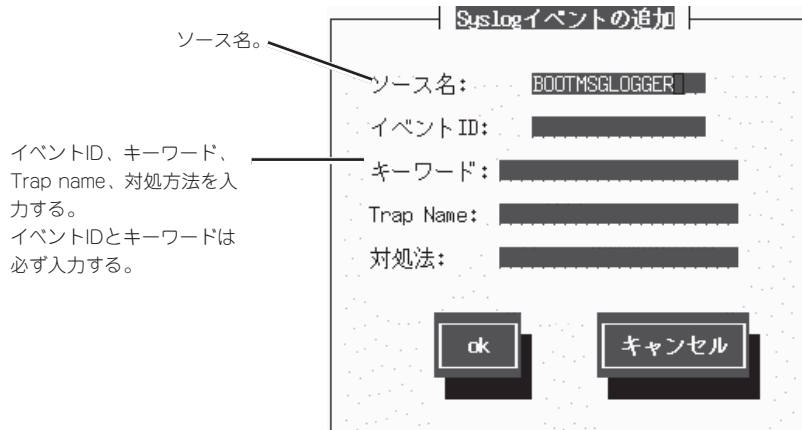 Syslogイベントの追加
ソース名。
ソース名: BOOTMSGLOGGER
イベントID:
イベントID、キーワード、
Trap name、対処方法を入
力する。
イベントIDとキーワードは
必ず入力する。
キーワード:
Trap Name:
対処法:
ok キャンセル